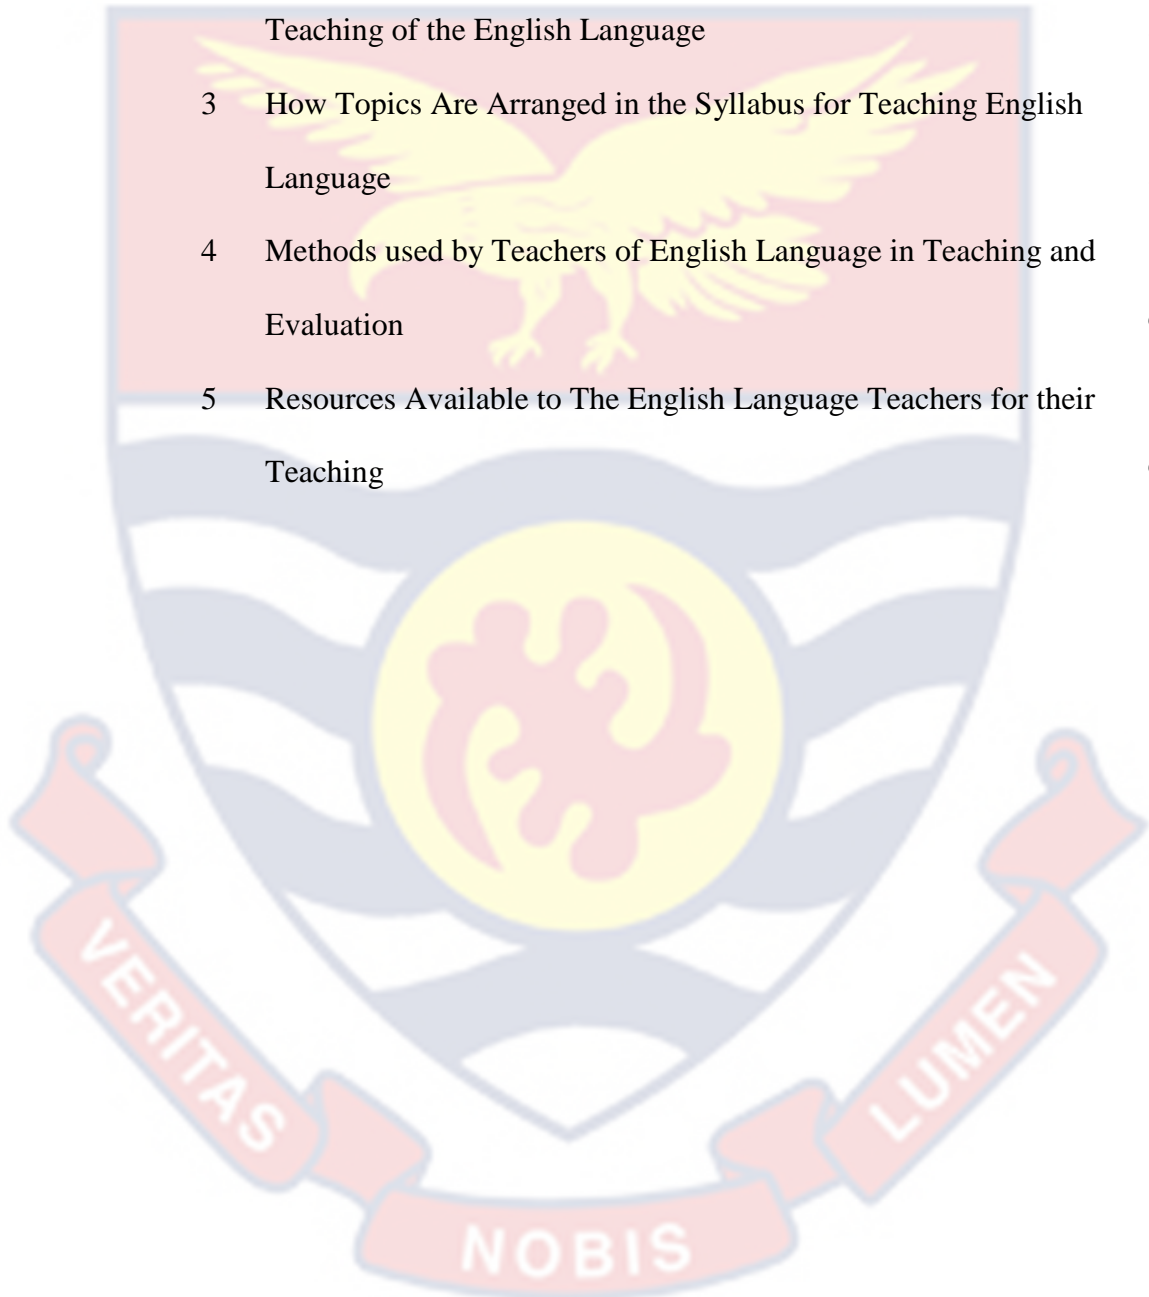 Teaching of the English Language
3 How Topics Are Arranged in the Syllabus for Teaching English
Language
4 Methods used by Teachers of English Language in Teaching and
Evaluation
5 Resources Available to The English Language Teachers for their
Teaching
VERITAS
NOBIS
LUMEN